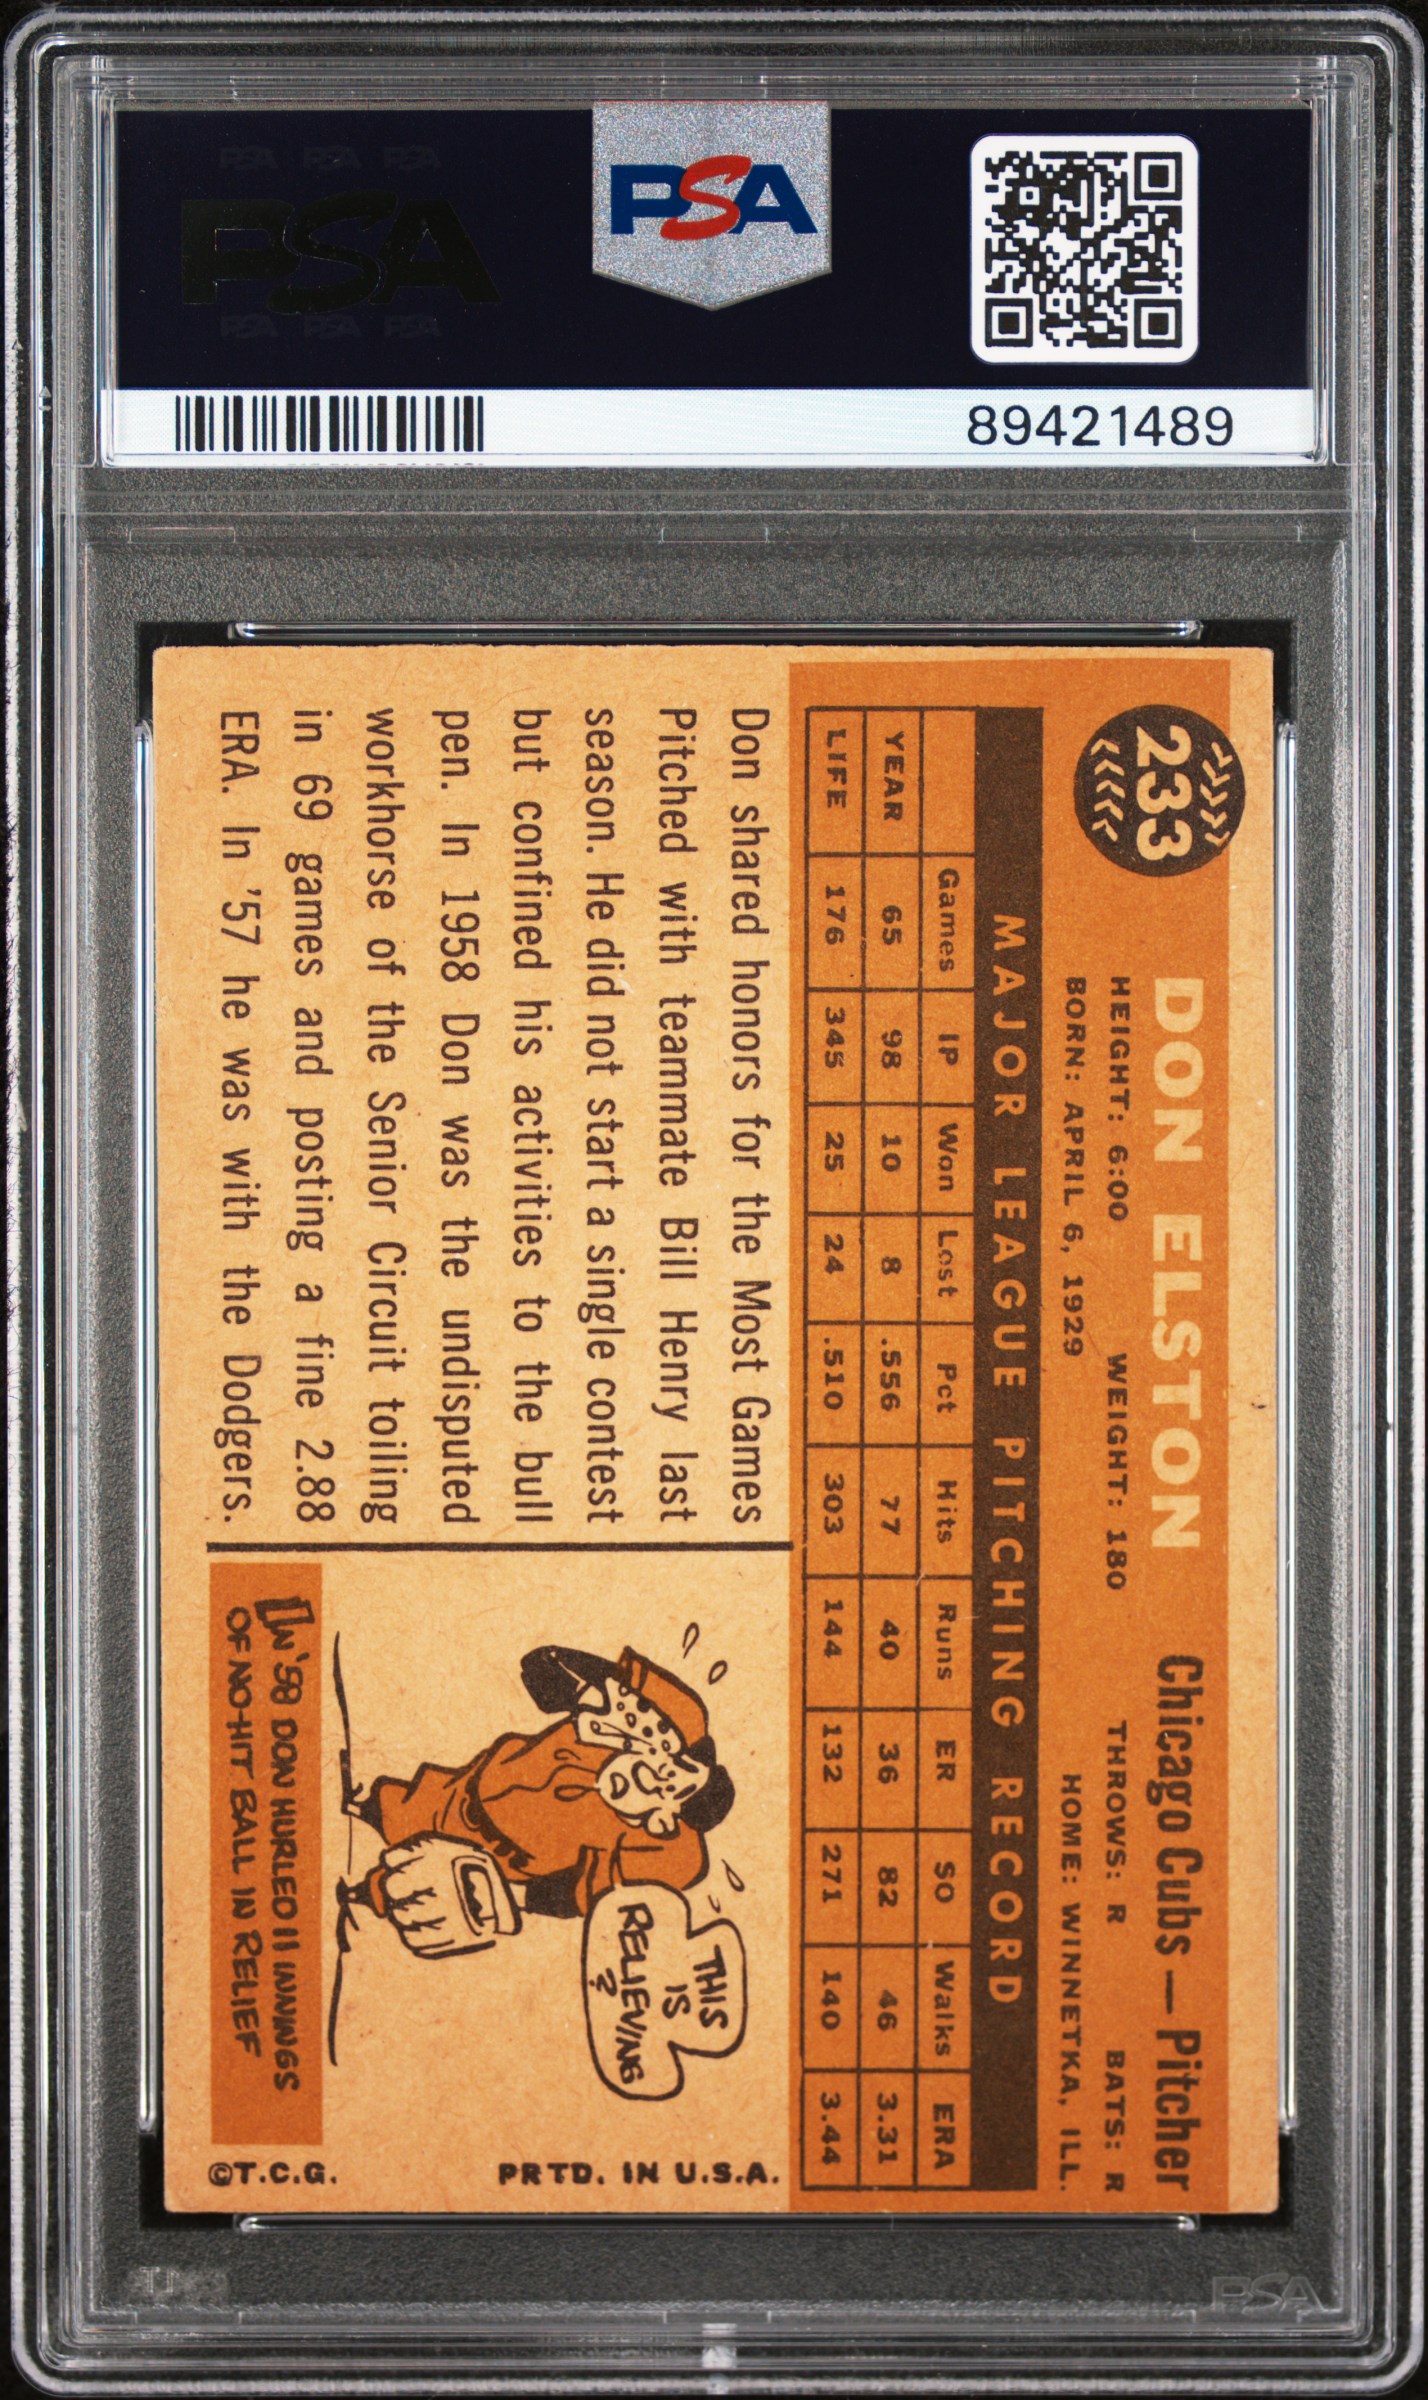 PSA PSA PSA
PSA
PSA PSA PSA
PSA
89421489
233
DON ELSTON Chicago Cubs — Pitcher
HEIGHT: 6:00 WEIGHT: 180 THROWS: R BATS: R
BORN: APRIL 6, 1929 HOME: WINNETKA, ILL.
MAJOR LEAGUE PITCHING RECORD
Games IP Won Lost Pct Hits Runs ER SO Walks ERA
YEAR 65 98 10 8 .556 77 40 36 82 46 3.31
LIFE 176 345 25 24 .510 303 144 132 271 140 3.44
Don shared honors for the Most Games
Pitched with teammate Bill Henry last
season. He did not start a single contest
but confined his activities to the bull
pen. In 1958 Don was the undisputed
workhorse of the Senior Circuit toiling
in 69 games and posting a fine 2.88
ERA. In '57 he was with the Dodgers.
THIS
IS
RELIEVING
?
IN '58 DON HURLED 11 INNINGS
OF NO-HIT BALL IN RELIEF
PRTD. IN U.S.A.
©T.C.G.
PSA